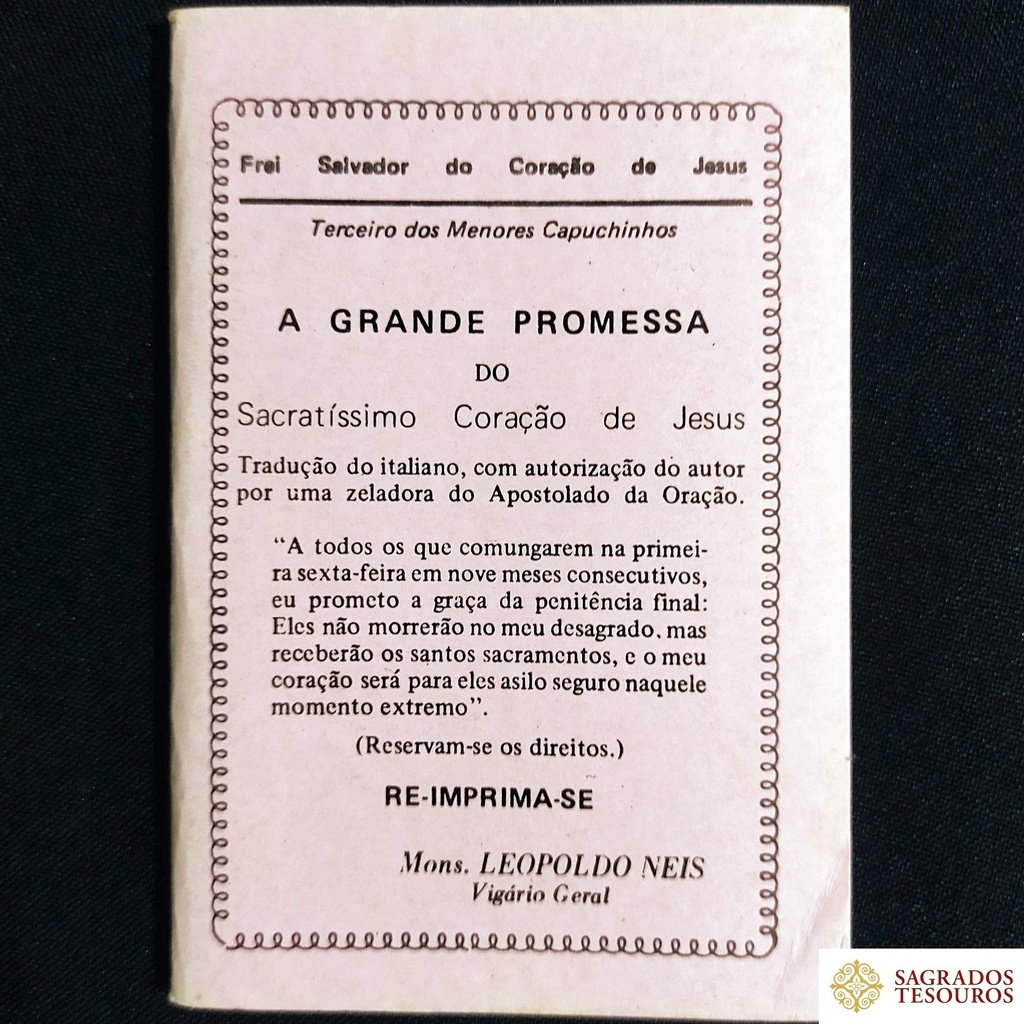 Frei Salvador do Coração de Jesus
Terceiro dos Menores Capuchinhos
A GRANDE PROMESSA
DO
Sacratíssimo Coração de Jesus
Tradução do italiano, com autorização do autor
por uma zeladora do Apostolado da Oração.
“A todos os que comungarem na primei-
ra sexta-feira em nove meses consecutivos,
eu prometo a graça da penitência final:
Eles não morrerão no meu desagrado, mas
receberão os santos sacramentos, e o meu
coração será para eles asilo seguro naquele
momento extremo”.
(Reservam-se os direitos.)
RE-IMPRIMA-SE
Mons. LEOPOLDO NEIS
Vigário Geral
SAGRADOS
TESOUROS